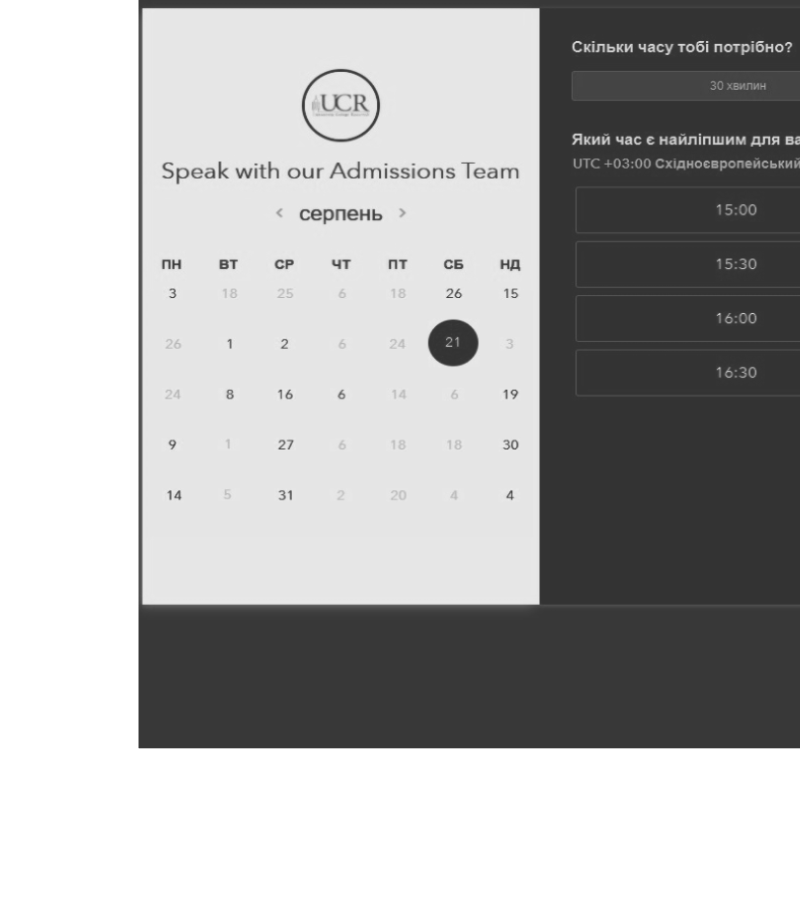 UCR
Speak with our Admissions Team
< серпень >
ПН ВТ СР ЧТ ПТ СБ НД
3 18 25 6 18 26 15
26 1 2 6 24 21 3
24 8 16 6 14 6 19
9 1 27 6 18 18 30
14 5 31 2 20 4 4
Скільки часу тобі потрібно?
30 хвилин
Який час є найліпшим для ва
UTC +03:00 Східноєвропейський
15:00
15:30
16:00
16:30